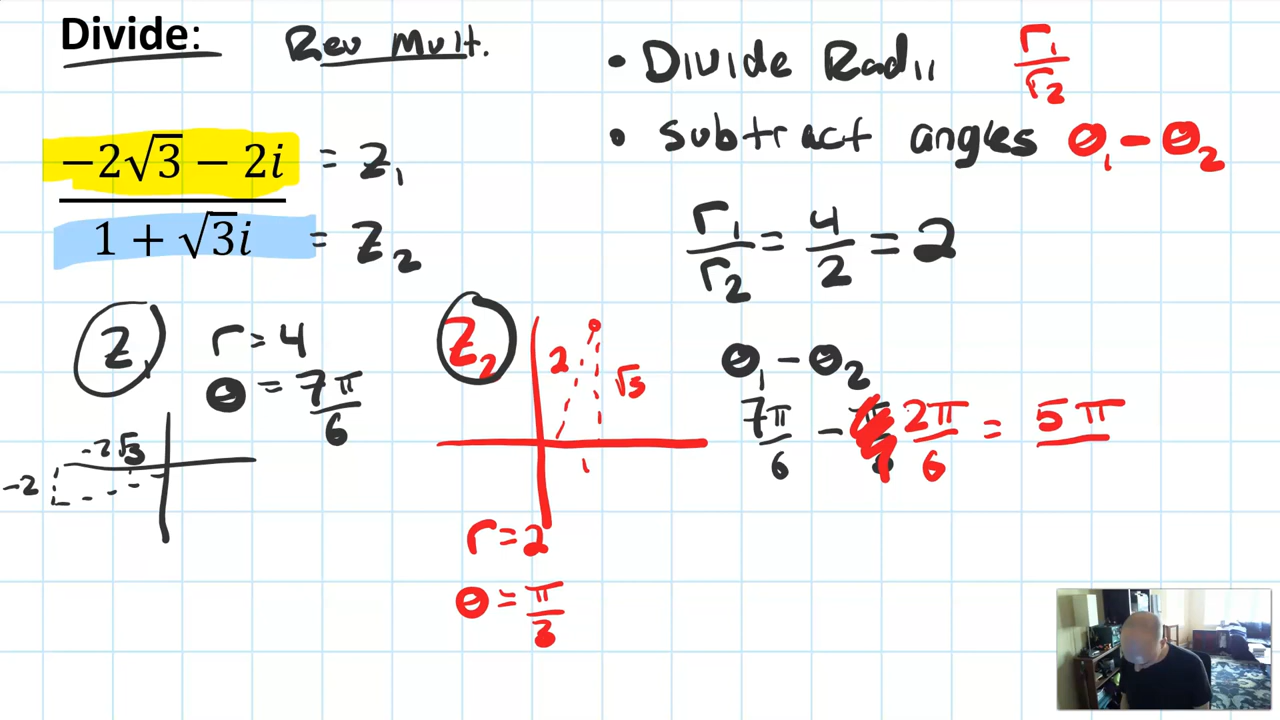 Divide: Rev Mult.
−2√3 − 2i = Z₁
1 + √3i = Z₂
• Divide Radii r₁/r₂
• subtract angles θ₁ − θ₂
r₁/r₂ = 4/2 = 2
Z₁ r = 4
θ = 7π/6
-2√3
-2
Z₂
2
√3
1
r = 2
θ = π/3
θ₁ − θ₂
7π/6 − 2π/6 = 5π